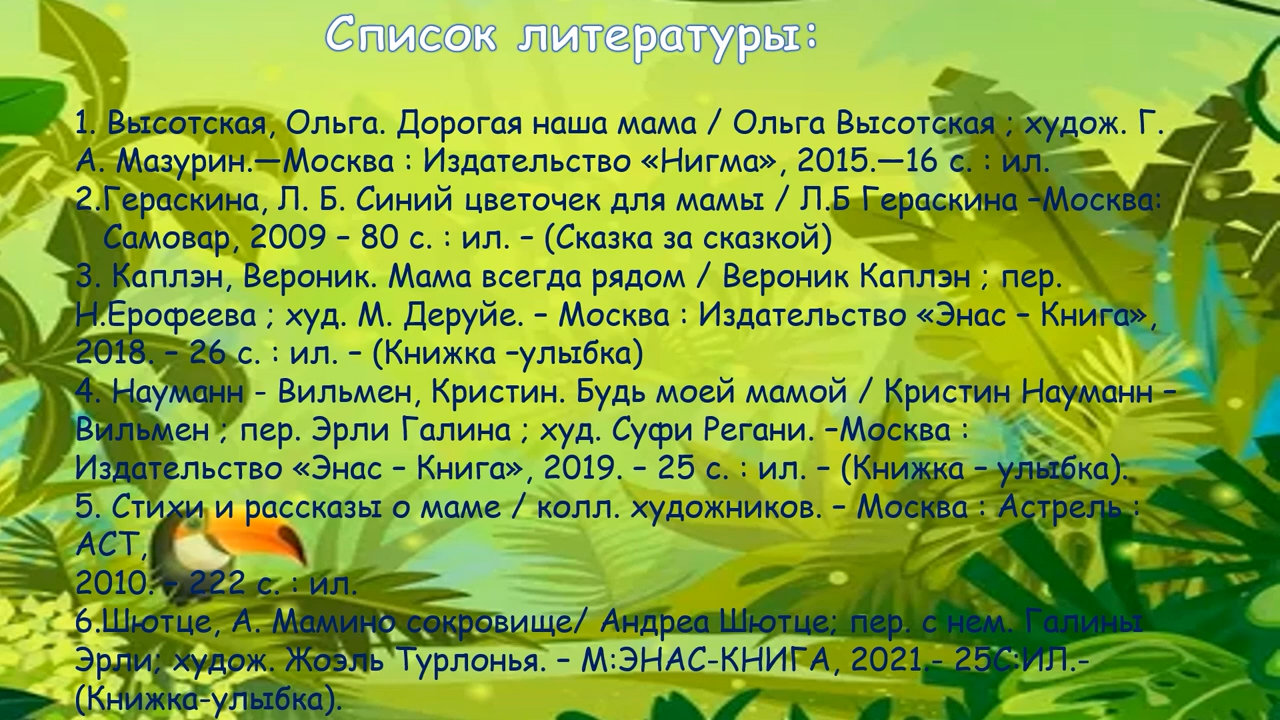 Список литературы:
1. Высотская, Ольга. Дорогая наша мама / Ольга Высотская ; худож. Г.
А. Мазурин.—Москва : Издательство «Нигма», 2015.—16 с. : ил.
2.Гераскина, Л. Б. Синий цветочек для мамы / Л.Б Гераскина –Москва:
Самовар, 2009 – 80 с. : ил. – (Сказка за сказкой)
3. Каплэн, Вероник. Мама всегда рядом / Вероник Каплэн ; пер.
Н.Ерофеева ; худ. М. Деруйе. – Москва : Издательство «Энас – Книга»,
2018. – 26 с. : ил. – (Книжка –улыбка)
4. Науманн - Вильмен, Кристин. Будь моей мамой / Кристин Науманн –
Вильмен ; пер. Эрли Галина ; худ. Суфи Регани. –Москва :
Издательство «Энас – Книга», 2019. – 25 с. : ил. – (Книжка – улыбка).
5. Стихи и рассказы о маме / колл. художников. – Москва : Астрель :
АСТ,
2010. – 222 с. : ил.
6.Шютце, А. Мамино сокровище/ Андреа Шютце; пер. с нем. Галины
Эрли; худож. Жоэль Турлонья. – М:ЭНАС-КНИГА, 2021.- 25С:ИЛ.-
(Книжка-улыбка).